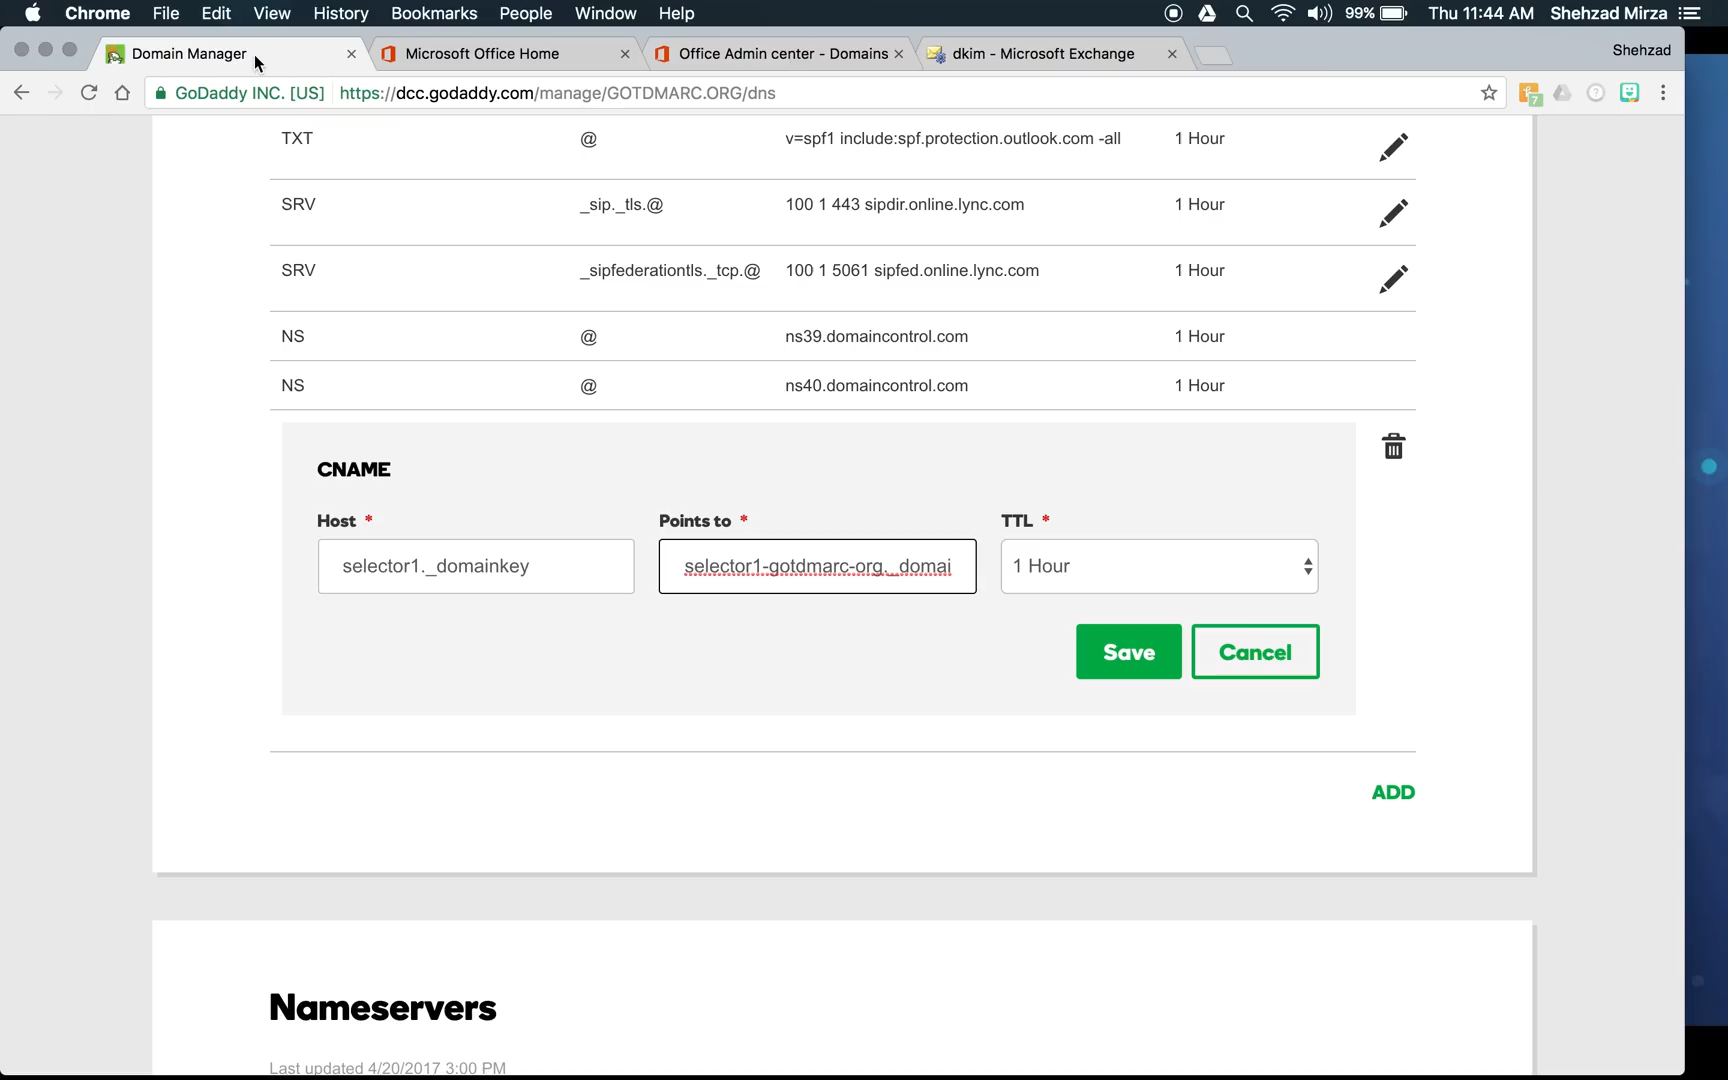 Chrome File Edit View History Bookmarks People Window Help 99% Thu 11:44 AM Shehzad Mirza
Domain Manager Microsoft Office Home Office Admin center - Domains dkim - Microsoft Exchange Shehzad
GoDaddy INC. [US] https://dcc.godaddy.com/manage/GOTDMARC.ORG/dns 7
TXT @ v=spf1 include:spf.protection.outlook.com -all 1 Hour
SRV _sip._tls.@ 100 1 443 sipdir.online.lync.com 1 Hour
SRV _sipfederationtls._tcp.@ 100 1 5061 sipfed.online.lync.com 1 Hour
NS @ ns39.domaincontrol.com 1 Hour
NS @ ns40.domaincontrol.com 1 Hour
CNAME
Host * Points to * TTL *
selector1._domainkey selector1-gotdmarc-org._domai 1 Hour
Save Cancel
ADD
Nameservers
Last updated 4/20/2017 3:00 PM